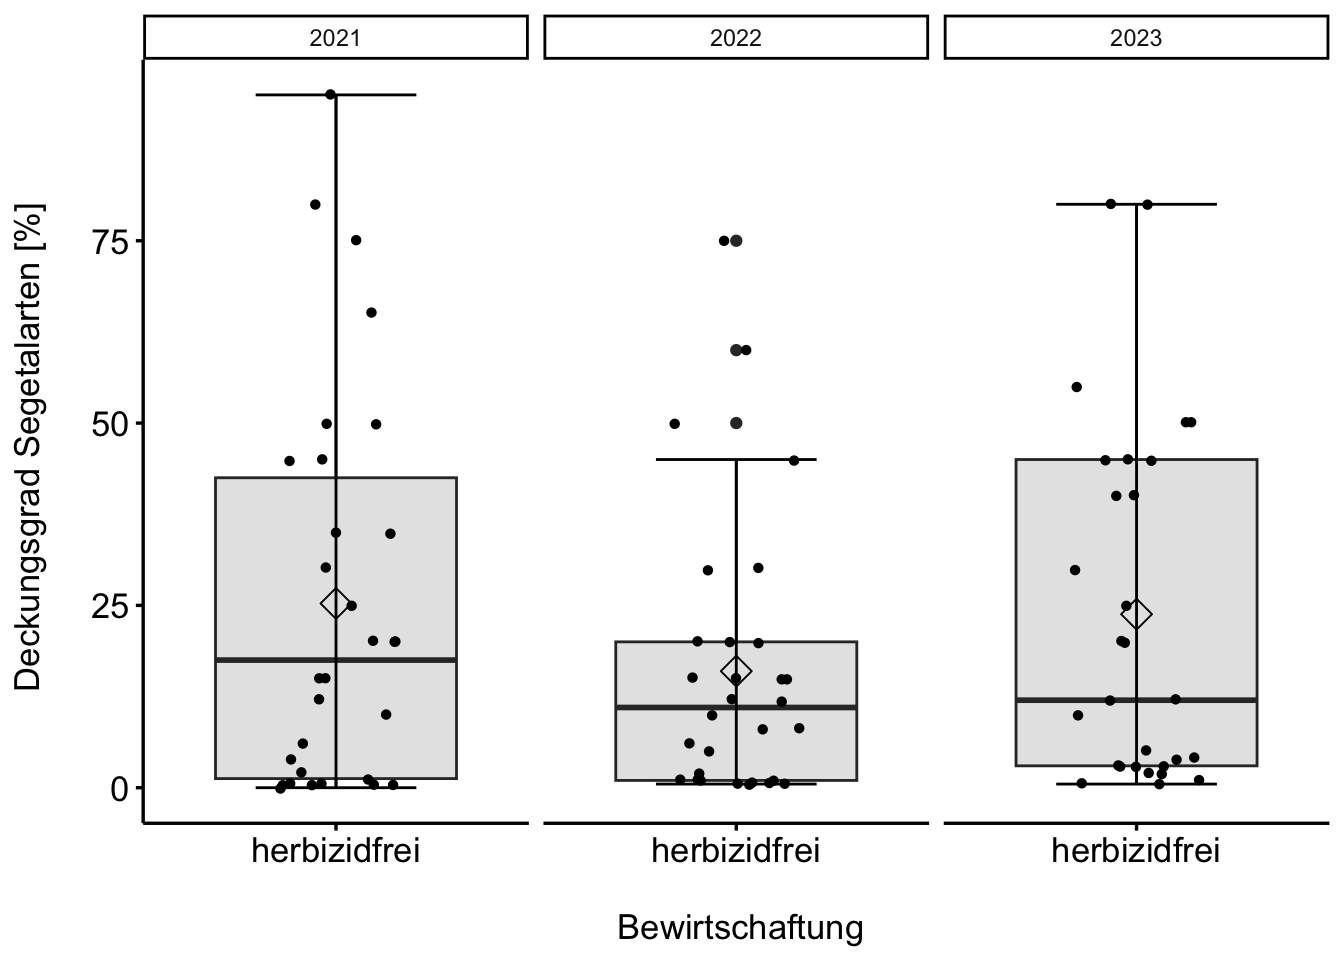 2021
2022
2023
Deckungsgrad Segetalarten [%]
75
50
25
0
herbizidfrei
herbizidfrei
herbizidfrei
Bewirtschaftung